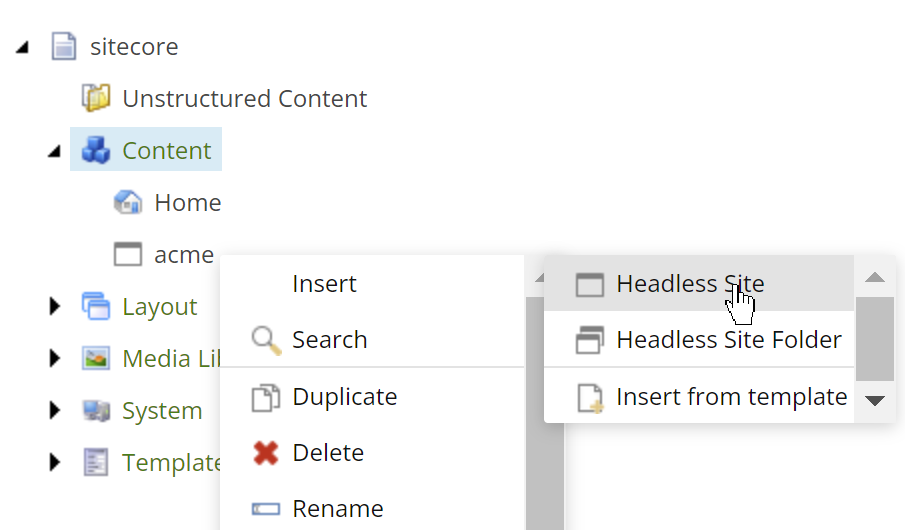 sitecore
Unstructured Content
Content
Home
acme
Layout
Media Li
System
Template
Insert
Search
Duplicate
Delete
Rename
Headless Site
Headless Site Folder
Insert from template